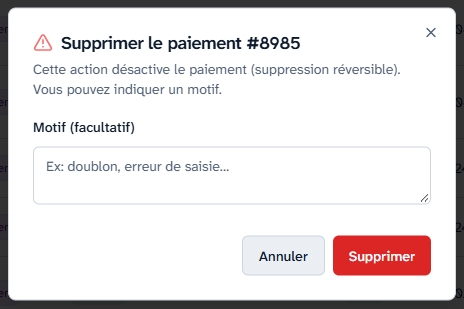 Supprimer le paiement #8985
Cette action désactive le paiement (suppression réversible).
Vous pouvez indiquer un motif.
Motif (facultatif)
Ex: doublon, erreur de saisie...
Annuler
Supprimer